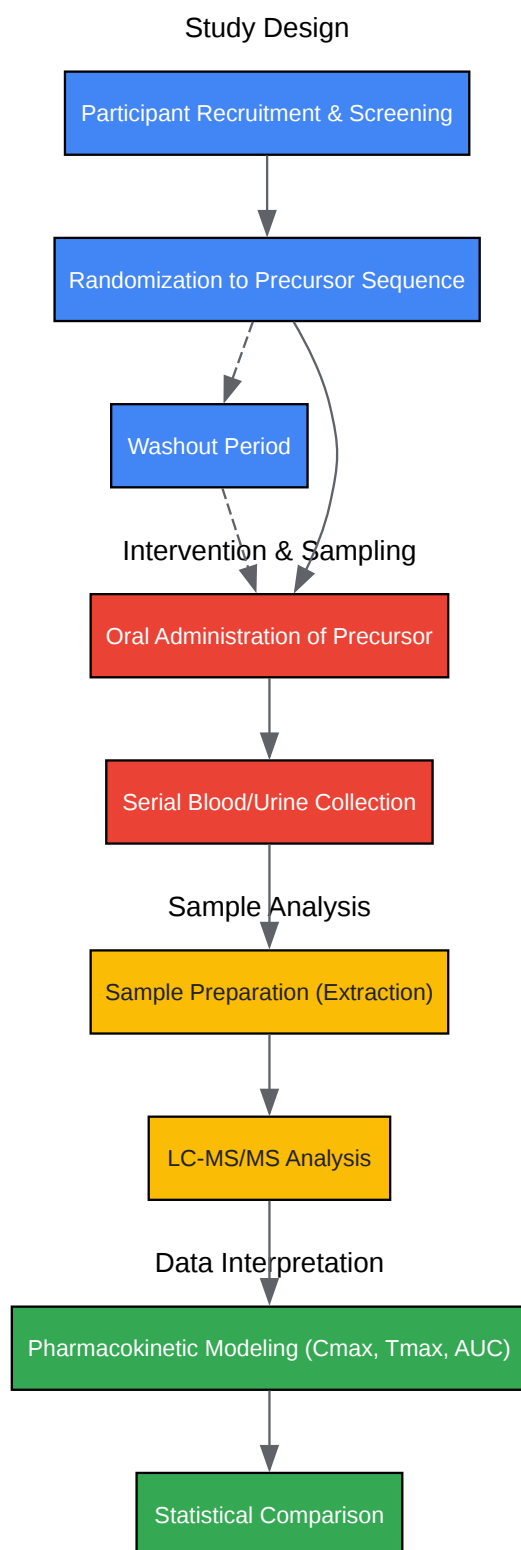 Study Design
Participant Recruitment & Screening
Randomization to Precursor Sequence
Washout Period
Intervention & Sampling
Oral Administration of Precursor
Serial Blood/Urine Collection
Sample Analysis
Sample Preparation (Extraction)
LC-MS/MS Analysis
Data Interpretation
Pharmacokinetic Modeling (Cmax, Tmax, AUC)
Statistical Comparison